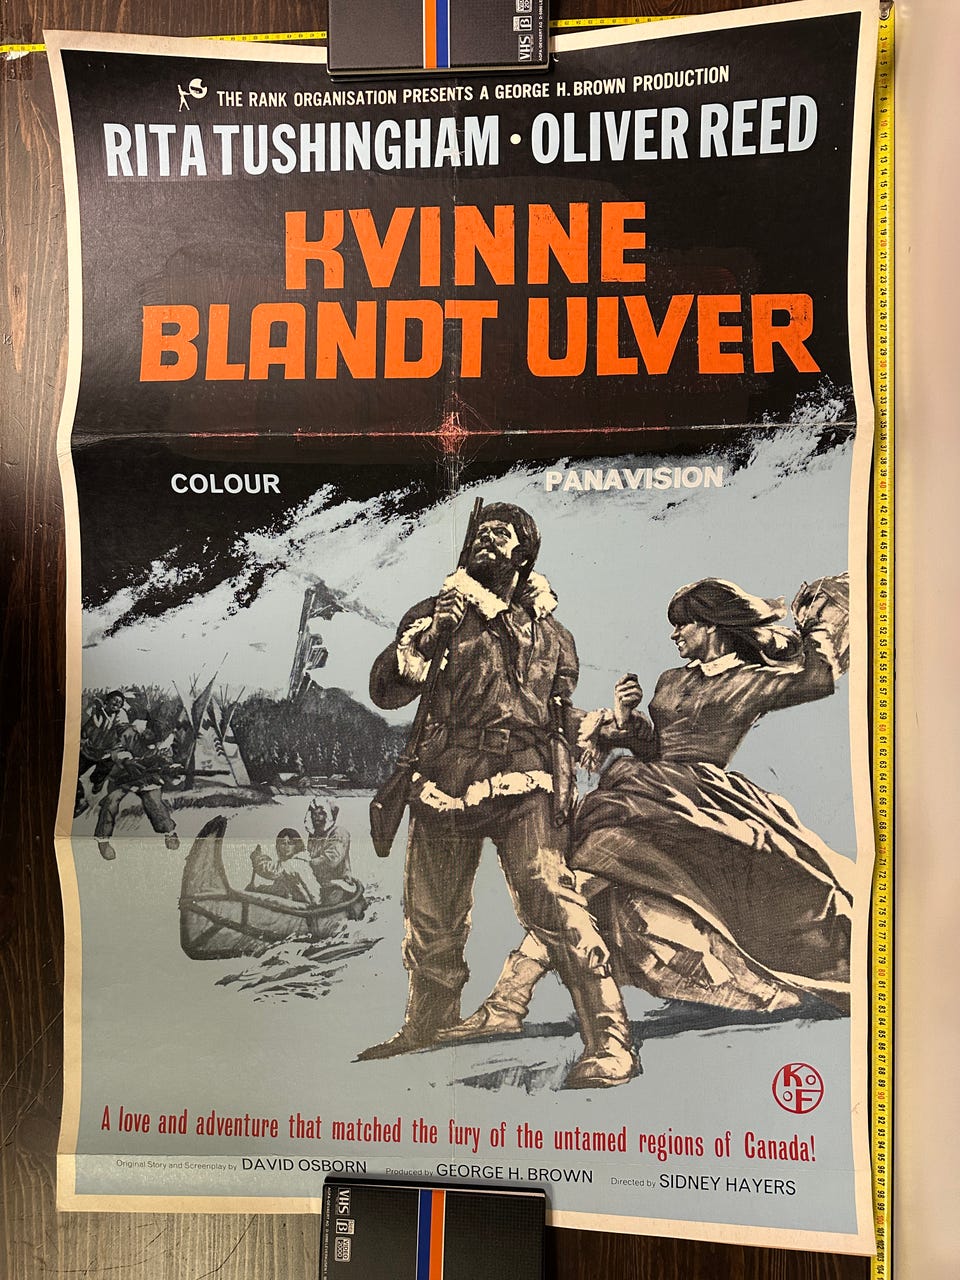 THE RANK ORGANISATION PRESENTS A GEORGE H. BROWN PRODUCTION
RITA TUSHINGHAM • OLIVER REED
KVINNE
BLANDT ULVER
COLOUR PANAVISION
K F
A love and adventure that matched the fury of the untamed regions of Canada!
Original Story and Screenplay by DAVID OSBORN Produced by GEORGE H. BROWN Directed by SIDNEY HAYERS
VHS
VHS
VIDEO
2000